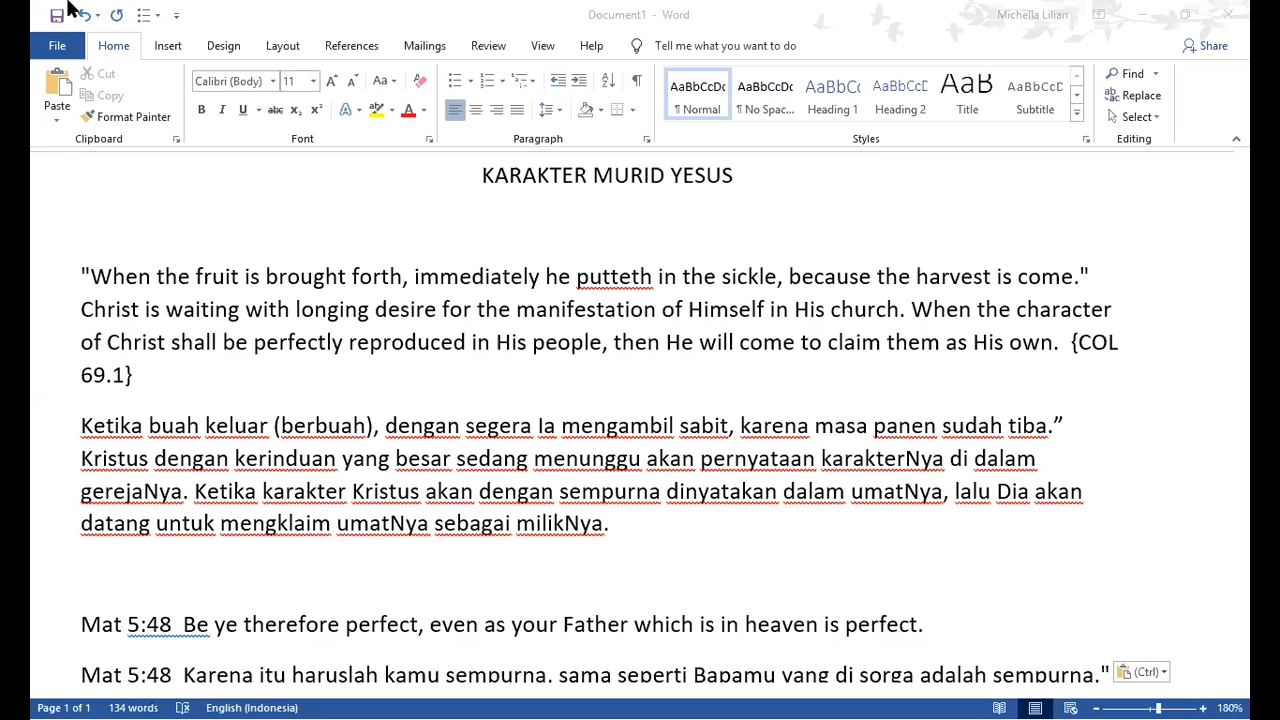 Document1 - Word
Michella Lilian
File Home Insert Design Layout References Mailings Review View Help Tell me what you want to do Share
Paste
Cut
Copy
Format Painter
Clipboard
Calibri (Body) 11 Aa
B I U abc x₂ x² A A
Font
Paragraph
AaBbCcDc AaBbCcDc AaBbCc AaBbCcD AaB AaBbCcD
¶ Normal ¶ No Spac... Heading 1 Heading 2 Title Subtitle
Styles
Find
Replace
Select
Editing
KARAKTER MURID YESUS
"When the fruit is brought forth, immediately he putteth in the sickle, because the harvest is come."
Christ is waiting with longing desire for the manifestation of Himself in His church. When the character
of Christ shall be perfectly reproduced in His people, then He will come to claim them as His own.  {COL
69.1}
Ketika buah keluar (berbuah), dengan segera Ia mengambil sabit, karena masa panen sudah tiba.”
Kristus dengan kerinduan yang besar sedang menunggu akan pernyataan karakterNya di dalam
gerejaNya. Ketika karakter Kristus akan dengan sempurna dinyatakan dalam umatNya, lalu Dia akan
datang untuk mengklaim umatNya sebagai milikNya.
Mat 5:48  Be ye therefore perfect, even as your Father which is in heaven is perfect.
Mat 5:48  Karena itu haruslah kamu sempurna, sama seperti Bapamu yang di sorga adalah sempurna."
(Ctrl)
Page 1 of 1 134 words English (Indonesia) 180%